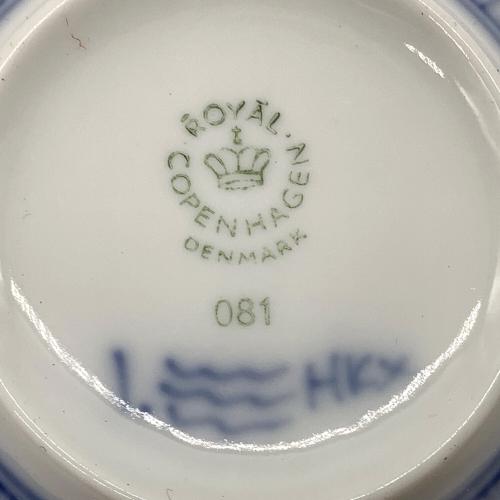 ROYAL
COPENHAGEN
DENMARK
081
1. HKX